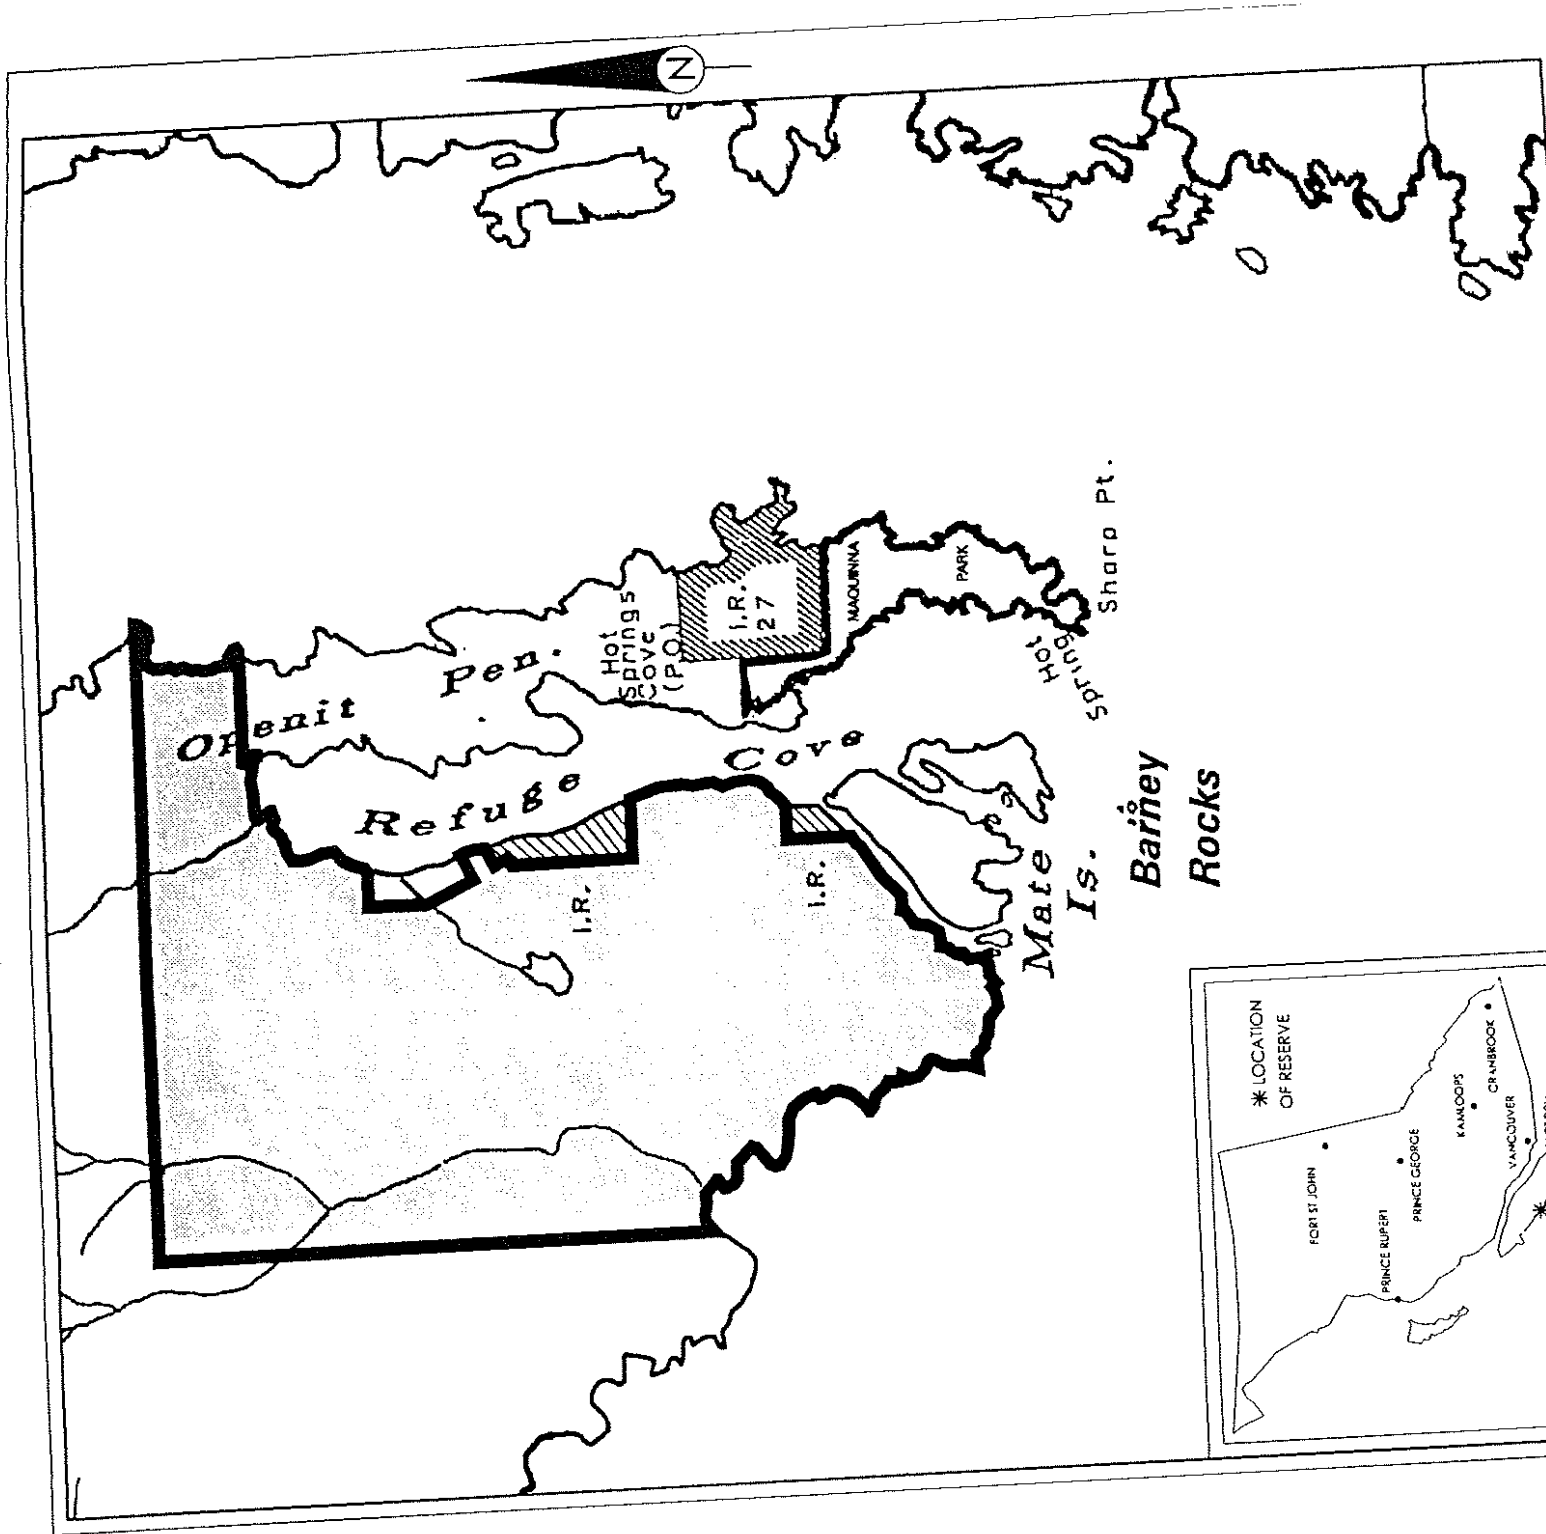 N
Openit Pen.
Refuge Cove
Hot
Springs
Cove
(P.O.)
I.R.
27
MAQUINNA
PARK
Sharp Pt.
Hot
Spring
I.R.
I.R.
Mate
Is.
Barney
Rocks
✳ LOCATION
OF RESERVE
FORT ST JOHN
PRINCE RUPERT
PRINCE GEORGE
KAMLOOPS
CRANBROOK
VANCOUVER